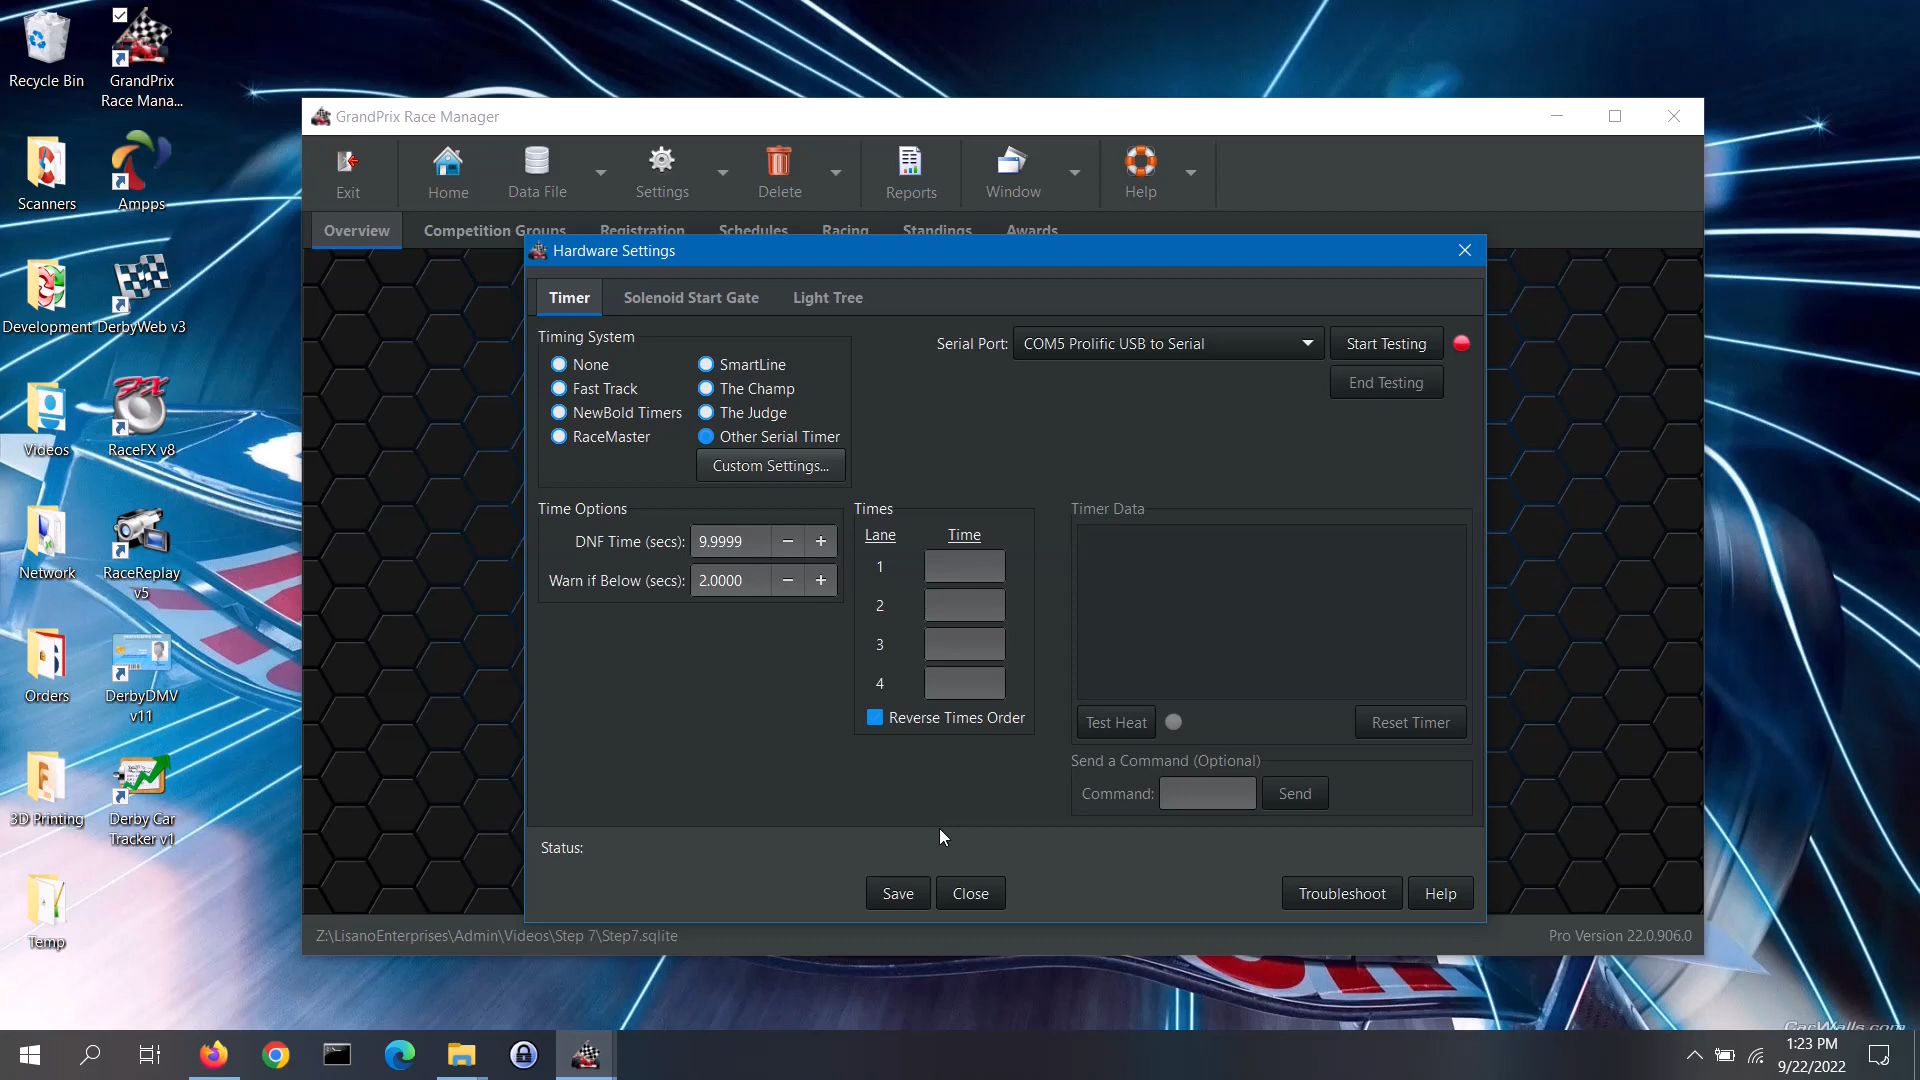 Recycle Bin
GrandPrix
Race Mana...
Scanners
Ampps
Development
DerbyWeb v3
Videos
RaceFX v8
Network
RaceReplay
v5
Orders
DerbyDMV
v11
3D Printing
Derby Car
Tracker v1
Temp
GrandPrix Race Manager
Exit
Home
Data File
Settings
Delete
Reports
Window
Help
Overview
Competition Groups
Registration
Schedules
Racing
Standings
Awards
Hardware Settings
Timer
Solenoid Start Gate
Light Tree
Timing System
None
SmartLine
Fast Track
The Champ
NewBold Timers
The Judge
RaceMaster
Other Serial Timer
Custom Settings...
Serial Port:
COM5 Prolific USB to Serial
Start Testing
End Testing
Time Options
DNF Time (secs):
9.9999
Warn if Below (secs):
2.0000
Times
Lane
Time
1
2
3
4
Reverse Times Order
Timer Data
Test Heat
Reset Timer
Send a Command (Optional)
Command:
Send
Status:
Save
Close
Troubleshoot
Help
Z:\LisanoEnterprises\Admin\Videos\Step 7\Step7.sqlite
Pro Version 22.0.906.0
CarWalls.com
1:23 PM
9/22/2022